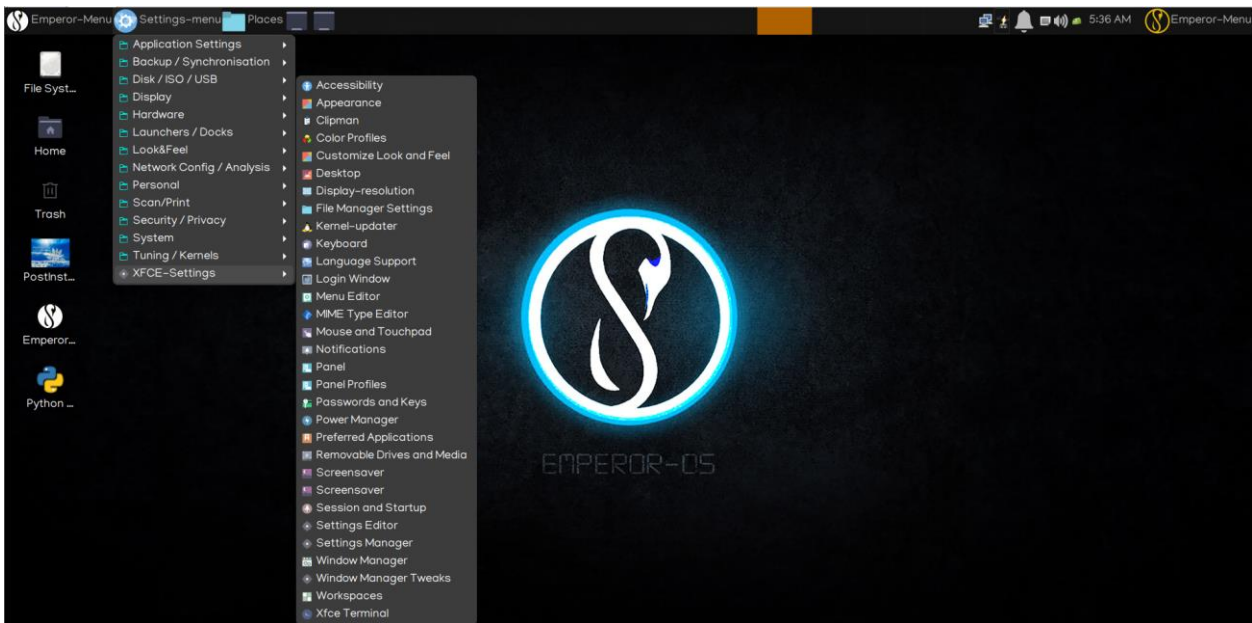 Emperor-Menu Settings-menu Places 5:36 AM Emperor-Menu
File Syst...
Home
Trash
PostInst...
Emperor...
Python ...
Application Settings
Backup / Synchronisation
Disk / ISO / USB
Display
Hardware
Launchers / Docks
Look&Feel
Network Config / Analysis
Personal
Scan/Print
Security / Privacy
System
Tuning / Kernels
XFCE-Settings
Accessibility
Appearance
Clipman
Color Profiles
Customize Look and Feel
Desktop
Display-resolution
File Manager Settings
Kernel-updater
Keyboard
Language Support
Login Window
Menu Editor
MIME Type Editor
Mouse and Touchpad
Notifications
Panel
Panel Profiles
Passwords and Keys
Power Manager
Preferred Applications
Removable Drives and Media
Screensaver
Screensaver
Session and Startup
Settings Editor
Settings Manager
Window Manager
Window Manager Tweaks
Workspaces
Xfce Terminal
EMPEROR-OS